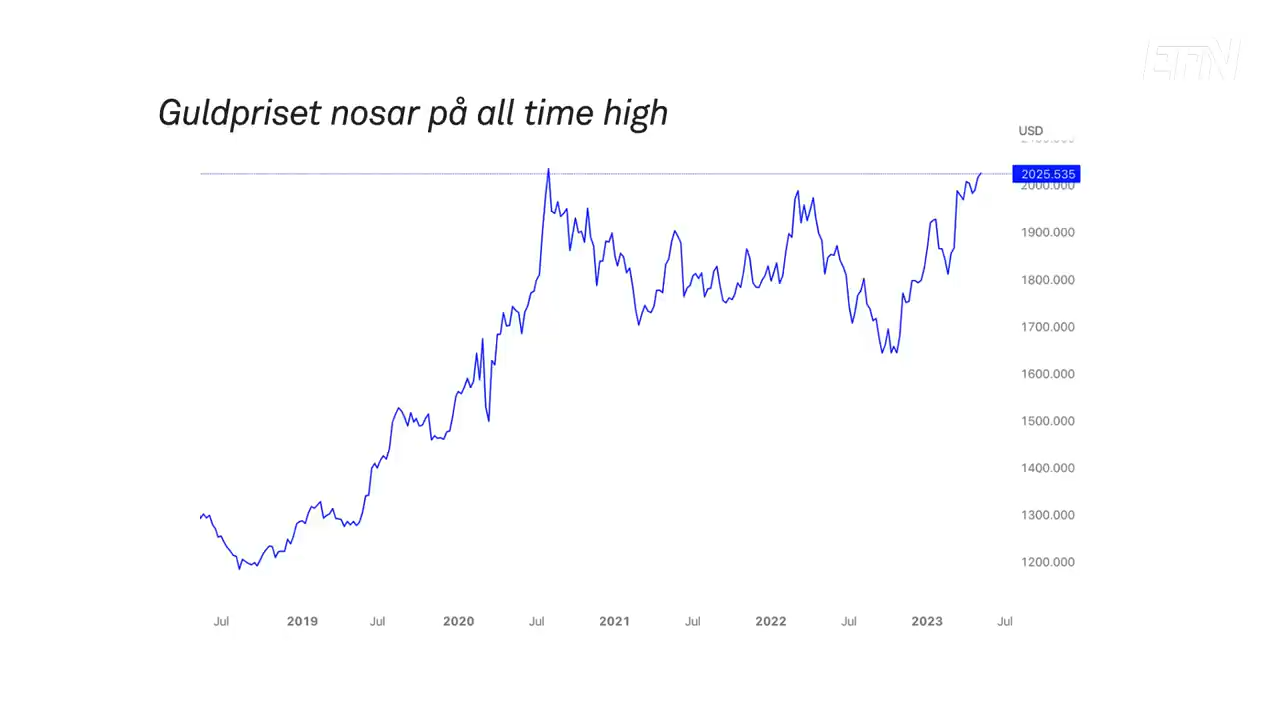 EFN
Guldpriset nosar på all time high
USD
2025.535
2000.000
1900.000
1800.000
1700.000
1600.000
1500.000
1400.000
1300.000
1200.000
Jul 2019 Jul 2020 Jul 2021 Jul 2022 Jul 2023 Jul